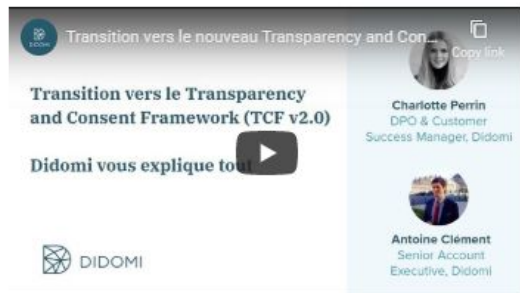 DIDOMI
Transition vers le nouveau Transparency and Con...
Copy link
Transition vers le Transparency
and Consent Framework (TCF v2.0)
Didomi vous explique tout
DIDOMI
Charlotte Perrin
DPO & Customer
Success Manager, Didomi
Antoine Clément
Senior Account
Executive, Didomi